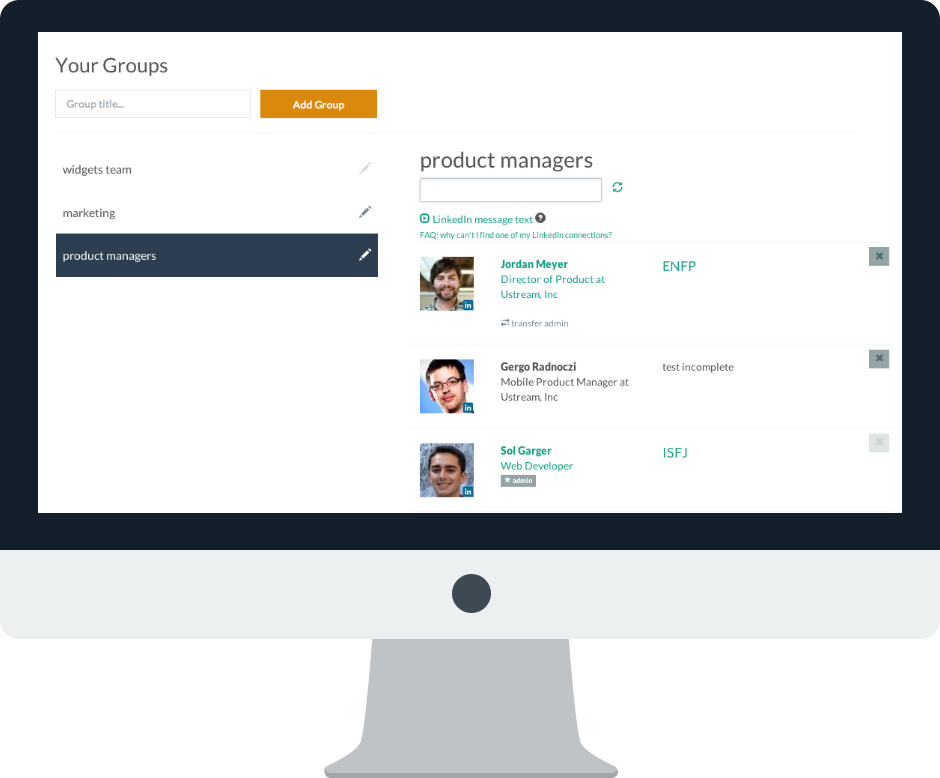 Your Groups
Group title...
Add Group
widgets team
marketing
product managers
product managers
LinkedIn message text ?
FAQ: why can't I find one of my LinkedIn connections?
Jordan Meyer
ENFP
Director of Product at
Ustream, Inc
in
transfer admin
Gergo Radnoczi
test incomplete
Mobile Product Manager at
Ustream, Inc
in
Sol Garger
ISFJ
Web Developer
admin
in